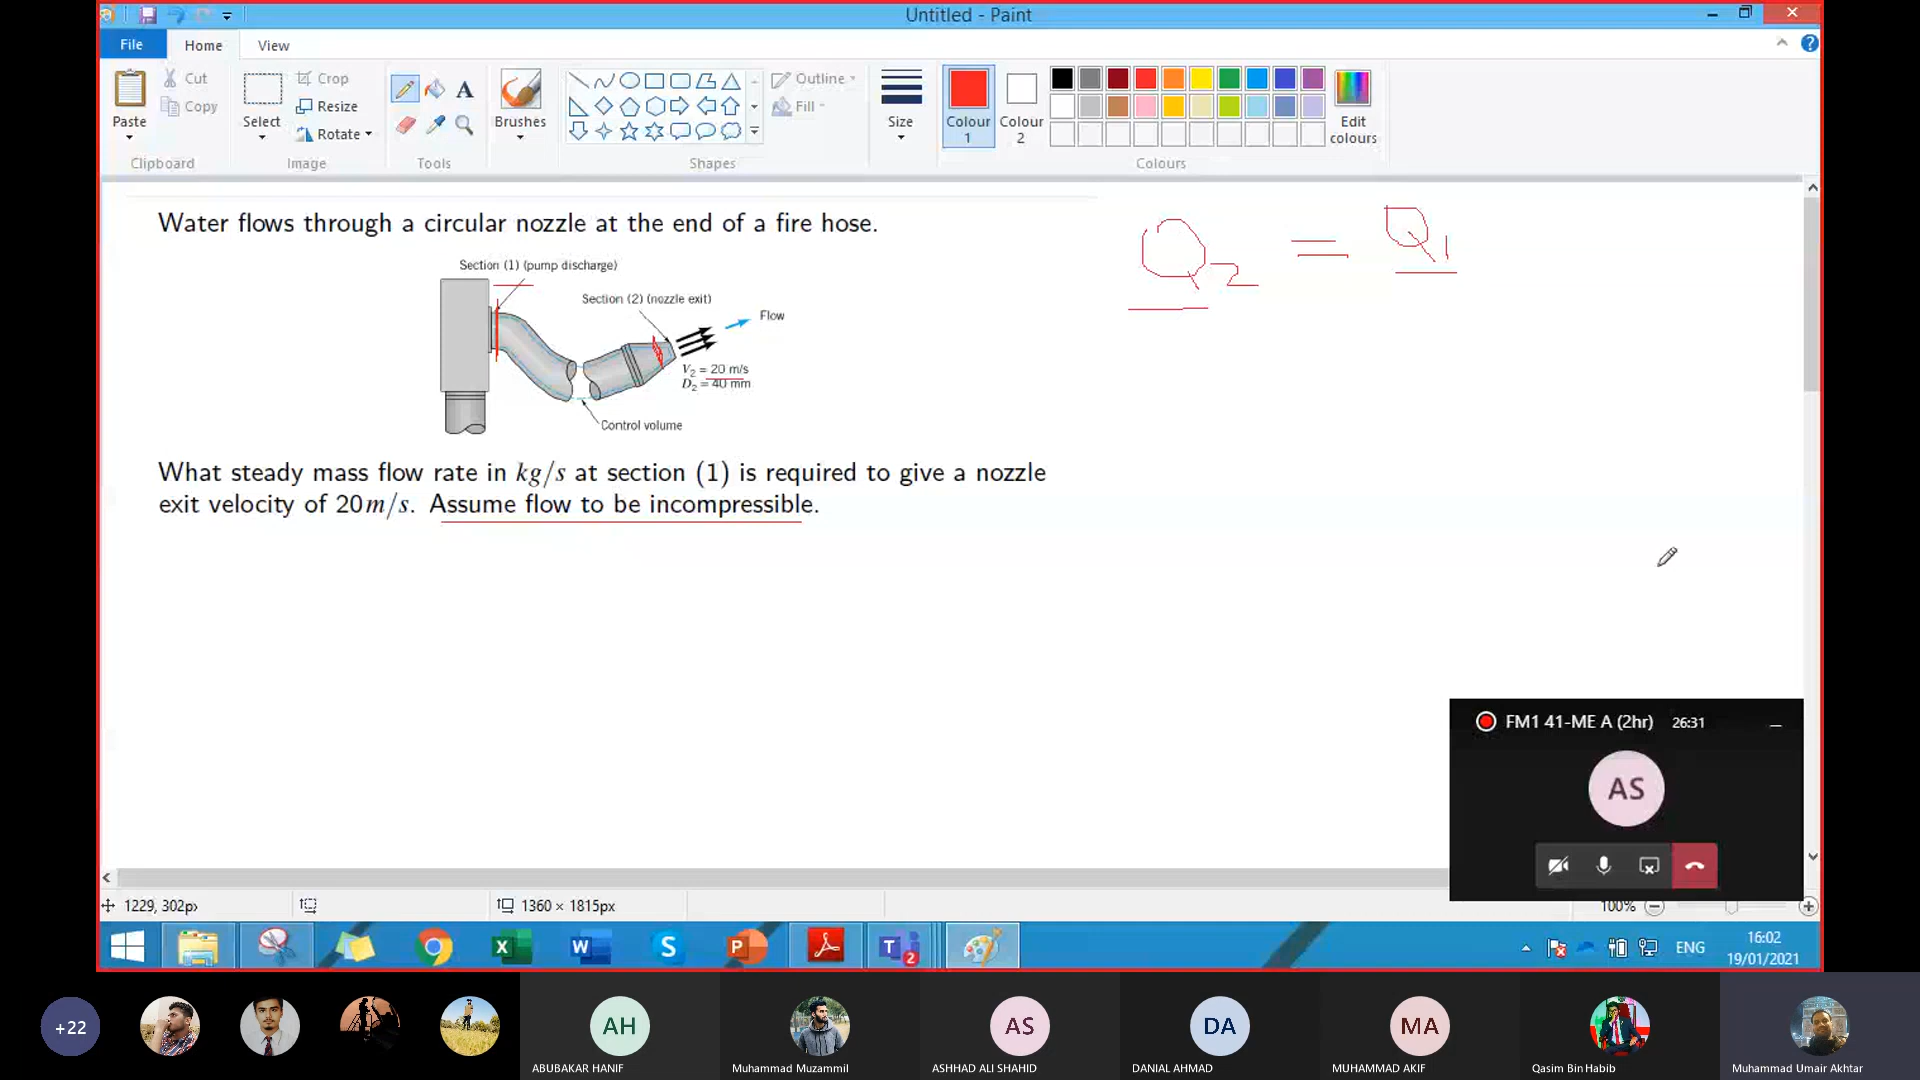 Untitled - Paint
File Home View
Paste Cut Copy Clipboard
Select Crop Resize Rotate Image
A Tools
Brushes
Outline Fill Shapes
Size
Colour 1 Colour 2 Edit colours Colours
Water flows through a circular nozzle at the end of a fire hose.
Q2 = Q1
Section (1) (pump discharge)
Section (2) (nozzle exit)
Flow
V2 = 20 m/s
D2 = 40 mm
Control volume
What steady mass flow rate in kg/s at section (1) is required to give a nozzle
exit velocity of 20m/s. Assume flow to be incompressible.
FM1 41-ME A (2hr) 26:31
AS
1229, 302px 1360 × 1815px 100%
ENG 16:02
19/01/2021
+22 AH AS DA MA
ABUBAKAR HANIF Muhammad Muzammil ASHHAD ALI SHAHID DANIAL AHMAD MUHAMMAD AKIF Qasim Bin Habib Muhammad Umair Akhtar